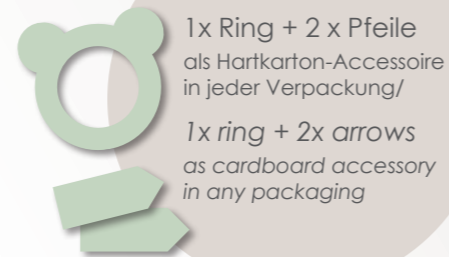 1x Ring + 2 x Pfeile
als Hartkarton-Accessoire
in jeder Verpackung/
1x ring + 2x arrows
as cardboard accessory
in any packaging